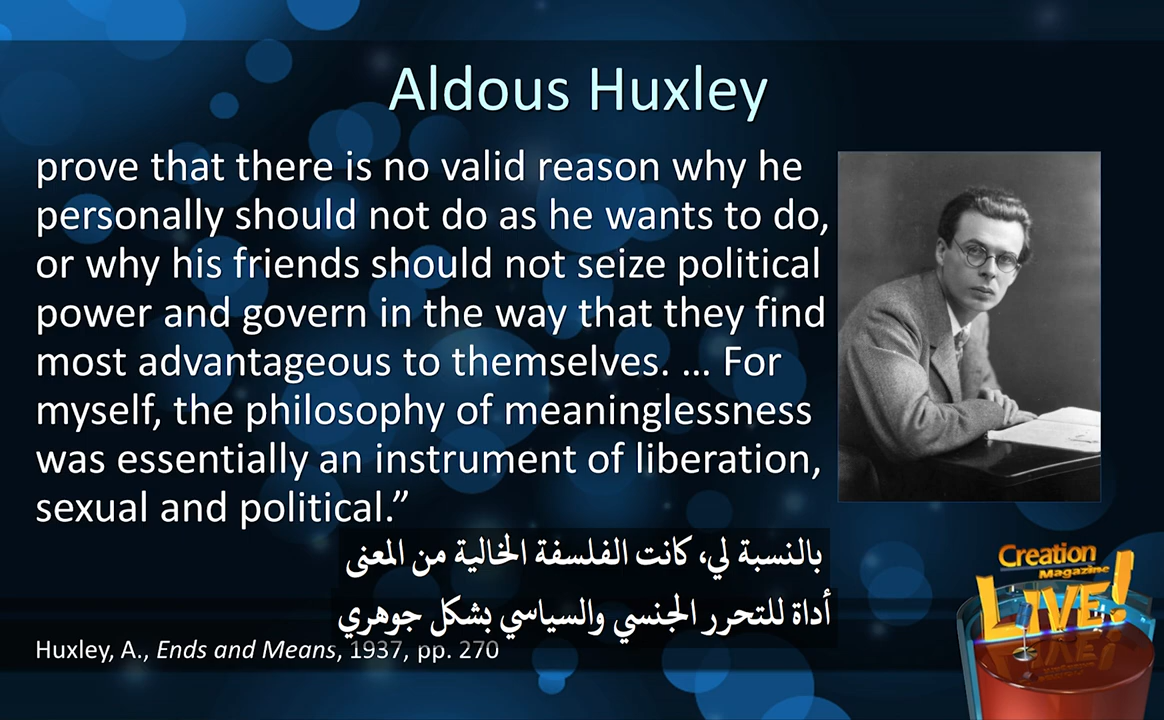 Aldous Huxley
prove that there is no valid reason why he
personally should not do as he wants to do,
or why his friends should not seize political
power and govern in the way that they find
most advantageous to themselves. ... For
myself, the philosophy of meaninglessness
was essentially an instrument of liberation,
sexual and political.”
بالنسبة لي، كانت الفلسفة الخالية من المعنى
أداة للتحرر الجنسي والسياسي بشكل جوهري
Huxley, A., Ends and Means, 1937, pp. 270
Creation
Magazine
LIVE!